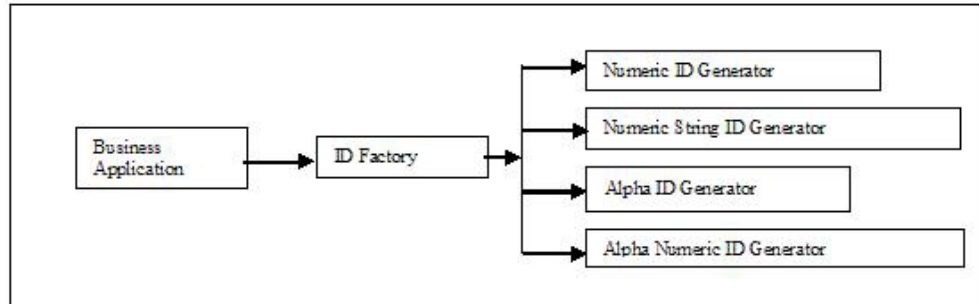 Business
Application
ID Factory
Numeric ID Generator
Numeric String ID Generator
Alpha ID Generator
Alpha Numeric ID Generator